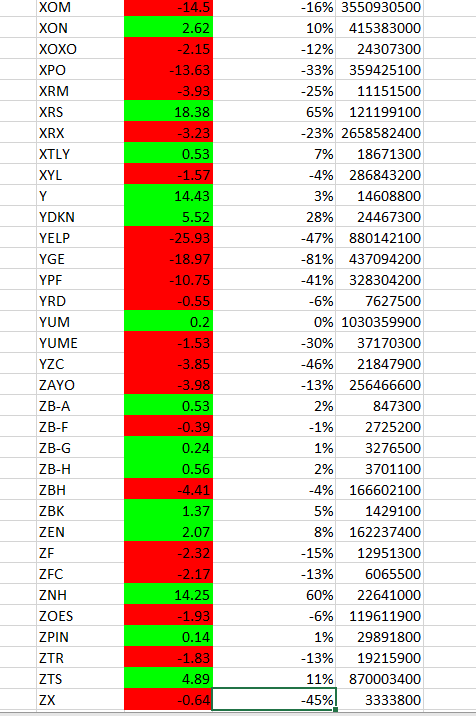 XOM -14.5 -16% 3550930500
XON 2.62 10% 415383000
XOXO -2.15 -12% 24307300
XPO -13.63 -33% 359425100
XRM -3.93 -25% 11151500
XRS 18.38 65% 121199100
XRX -3.23 -23% 2658582400
XTLY 0.53 7% 18671300
XYL -1.57 -4% 286843200
Y 14.43 3% 14608800
YDKN 5.52 28% 24467300
YELP -25.93 -47% 880142100
YGE -18.97 -81% 437094200
YPF -10.75 -41% 328304200
YRD -0.55 -6% 7627500
YUM 0.2 0% 1030359900
YUME -1.53 -30% 37170300
YZC -3.85 -46% 21847900
ZAYO -3.98 -13% 256466600
ZB-A 0.53 2% 847300
ZB-F -0.39 -1% 2725200
ZB-G 0.24 1% 3276500
ZB-H 0.56 2% 3701100
ZBH -4.41 -4% 166602100
ZBK 1.37 5% 1429100
ZEN 2.07 8% 162237400
ZF -2.32 -15% 12951300
ZFC -2.17 -13% 6065500
ZNH 14.25 60% 22641000
ZOES -1.93 -6% 119611900
ZPIN 0.14 1% 29891800
ZTR -1.83 -13% 19215900
ZTS 4.89 11% 870003400
ZX -0.64 -45% 3333800